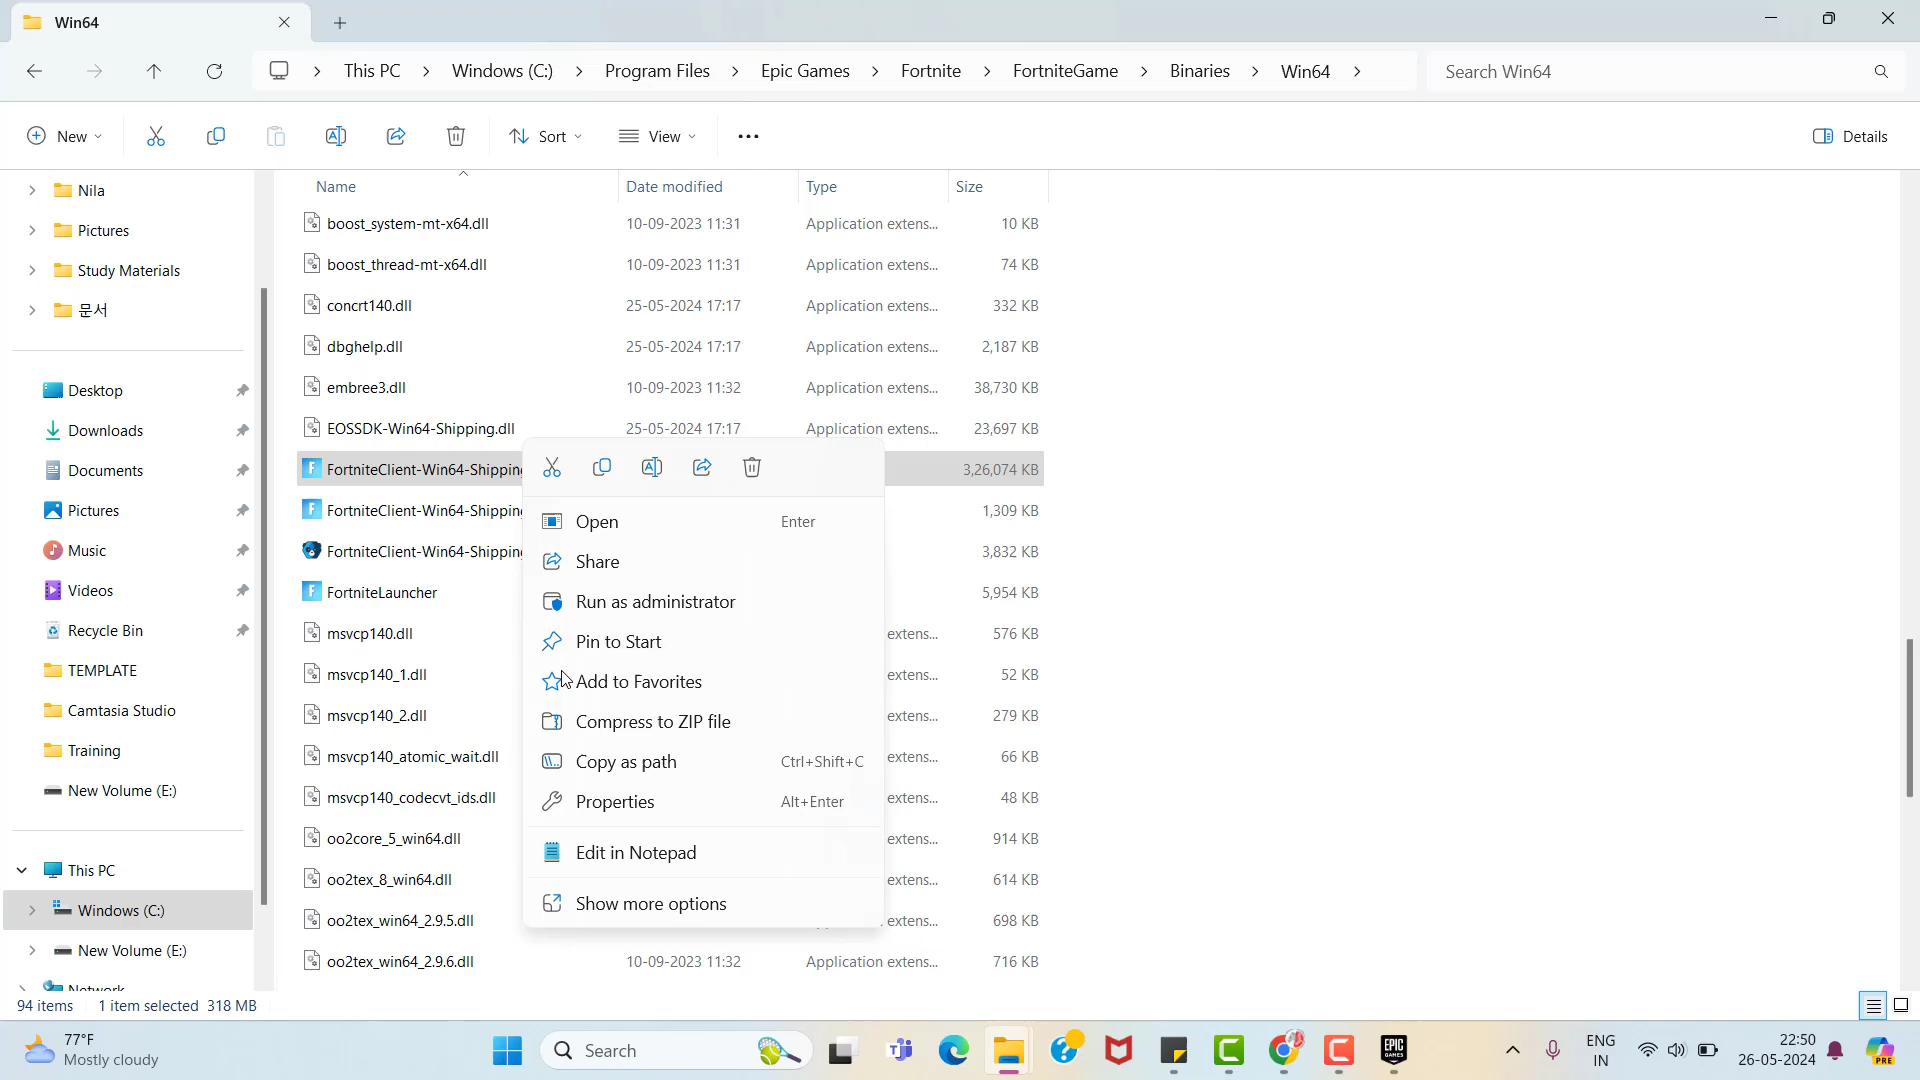 Win64
This PC Windows (C:) Program Files Epic Games Fortnite FortniteGame Binaries Win64
Search Win64
New
Sort
View
Details
Nila
Pictures
Study Materials
문서
Desktop
Downloads
Documents
Pictures
Music
Videos
Recycle Bin
TEMPLATE
Camtasia Studio
Training
New Volume (E:)
This PC
Windows (C:)
New Volume (E:)
Network
Name Date modified Type Size
boost_system-mt-x64.dll 10-09-2023 11:31 Application extens... 10 KB
boost_thread-mt-x64.dll 10-09-2023 11:31 Application extens... 74 KB
concrt140.dll 25-05-2024 17:17 Application extens... 332 KB
dbghelp.dll 25-05-2024 17:17 Application extens... 2,187 KB
embree3.dll 10-09-2023 11:32 Application extens... 38,730 KB
EOSSDK-Win64-Shipping.dll 25-05-2024 17:17 Application extens... 23,697 KB
FortniteClient-Win64-Shipping 3,26,074 KB
FortniteClient-Win64-Shipping 1,309 KB
FortniteClient-Win64-Shipping 3,832 KB
FortniteLauncher 5,954 KB
msvcp140.dll extens... 576 KB
msvcp140_1.dll extens... 52 KB
msvcp140_2.dll extens... 279 KB
msvcp140_atomic_wait.dll extens... 66 KB
msvcp140_codecvt_ids.dll extens... 48 KB
oo2core_5_win64.dll extens... 914 KB
oo2tex_8_win64.dll extens... 614 KB
oo2tex_win64_2.9.5.dll extens... 698 KB
oo2tex_win64_2.9.6.dll 10-09-2023 11:32 Application extens... 716 KB
Open Enter
Share
Run as administrator
Pin to Start
Add to Favorites
Compress to ZIP file
Copy as path Ctrl+Shift+C
Properties Alt+Enter
Edit in Notepad
Show more options
94 items 1 item selected 318 MB
77°F
Mostly cloudy
Search
EPIC
GAMES
ENG
IN
22:50
26-05-2024
PRE